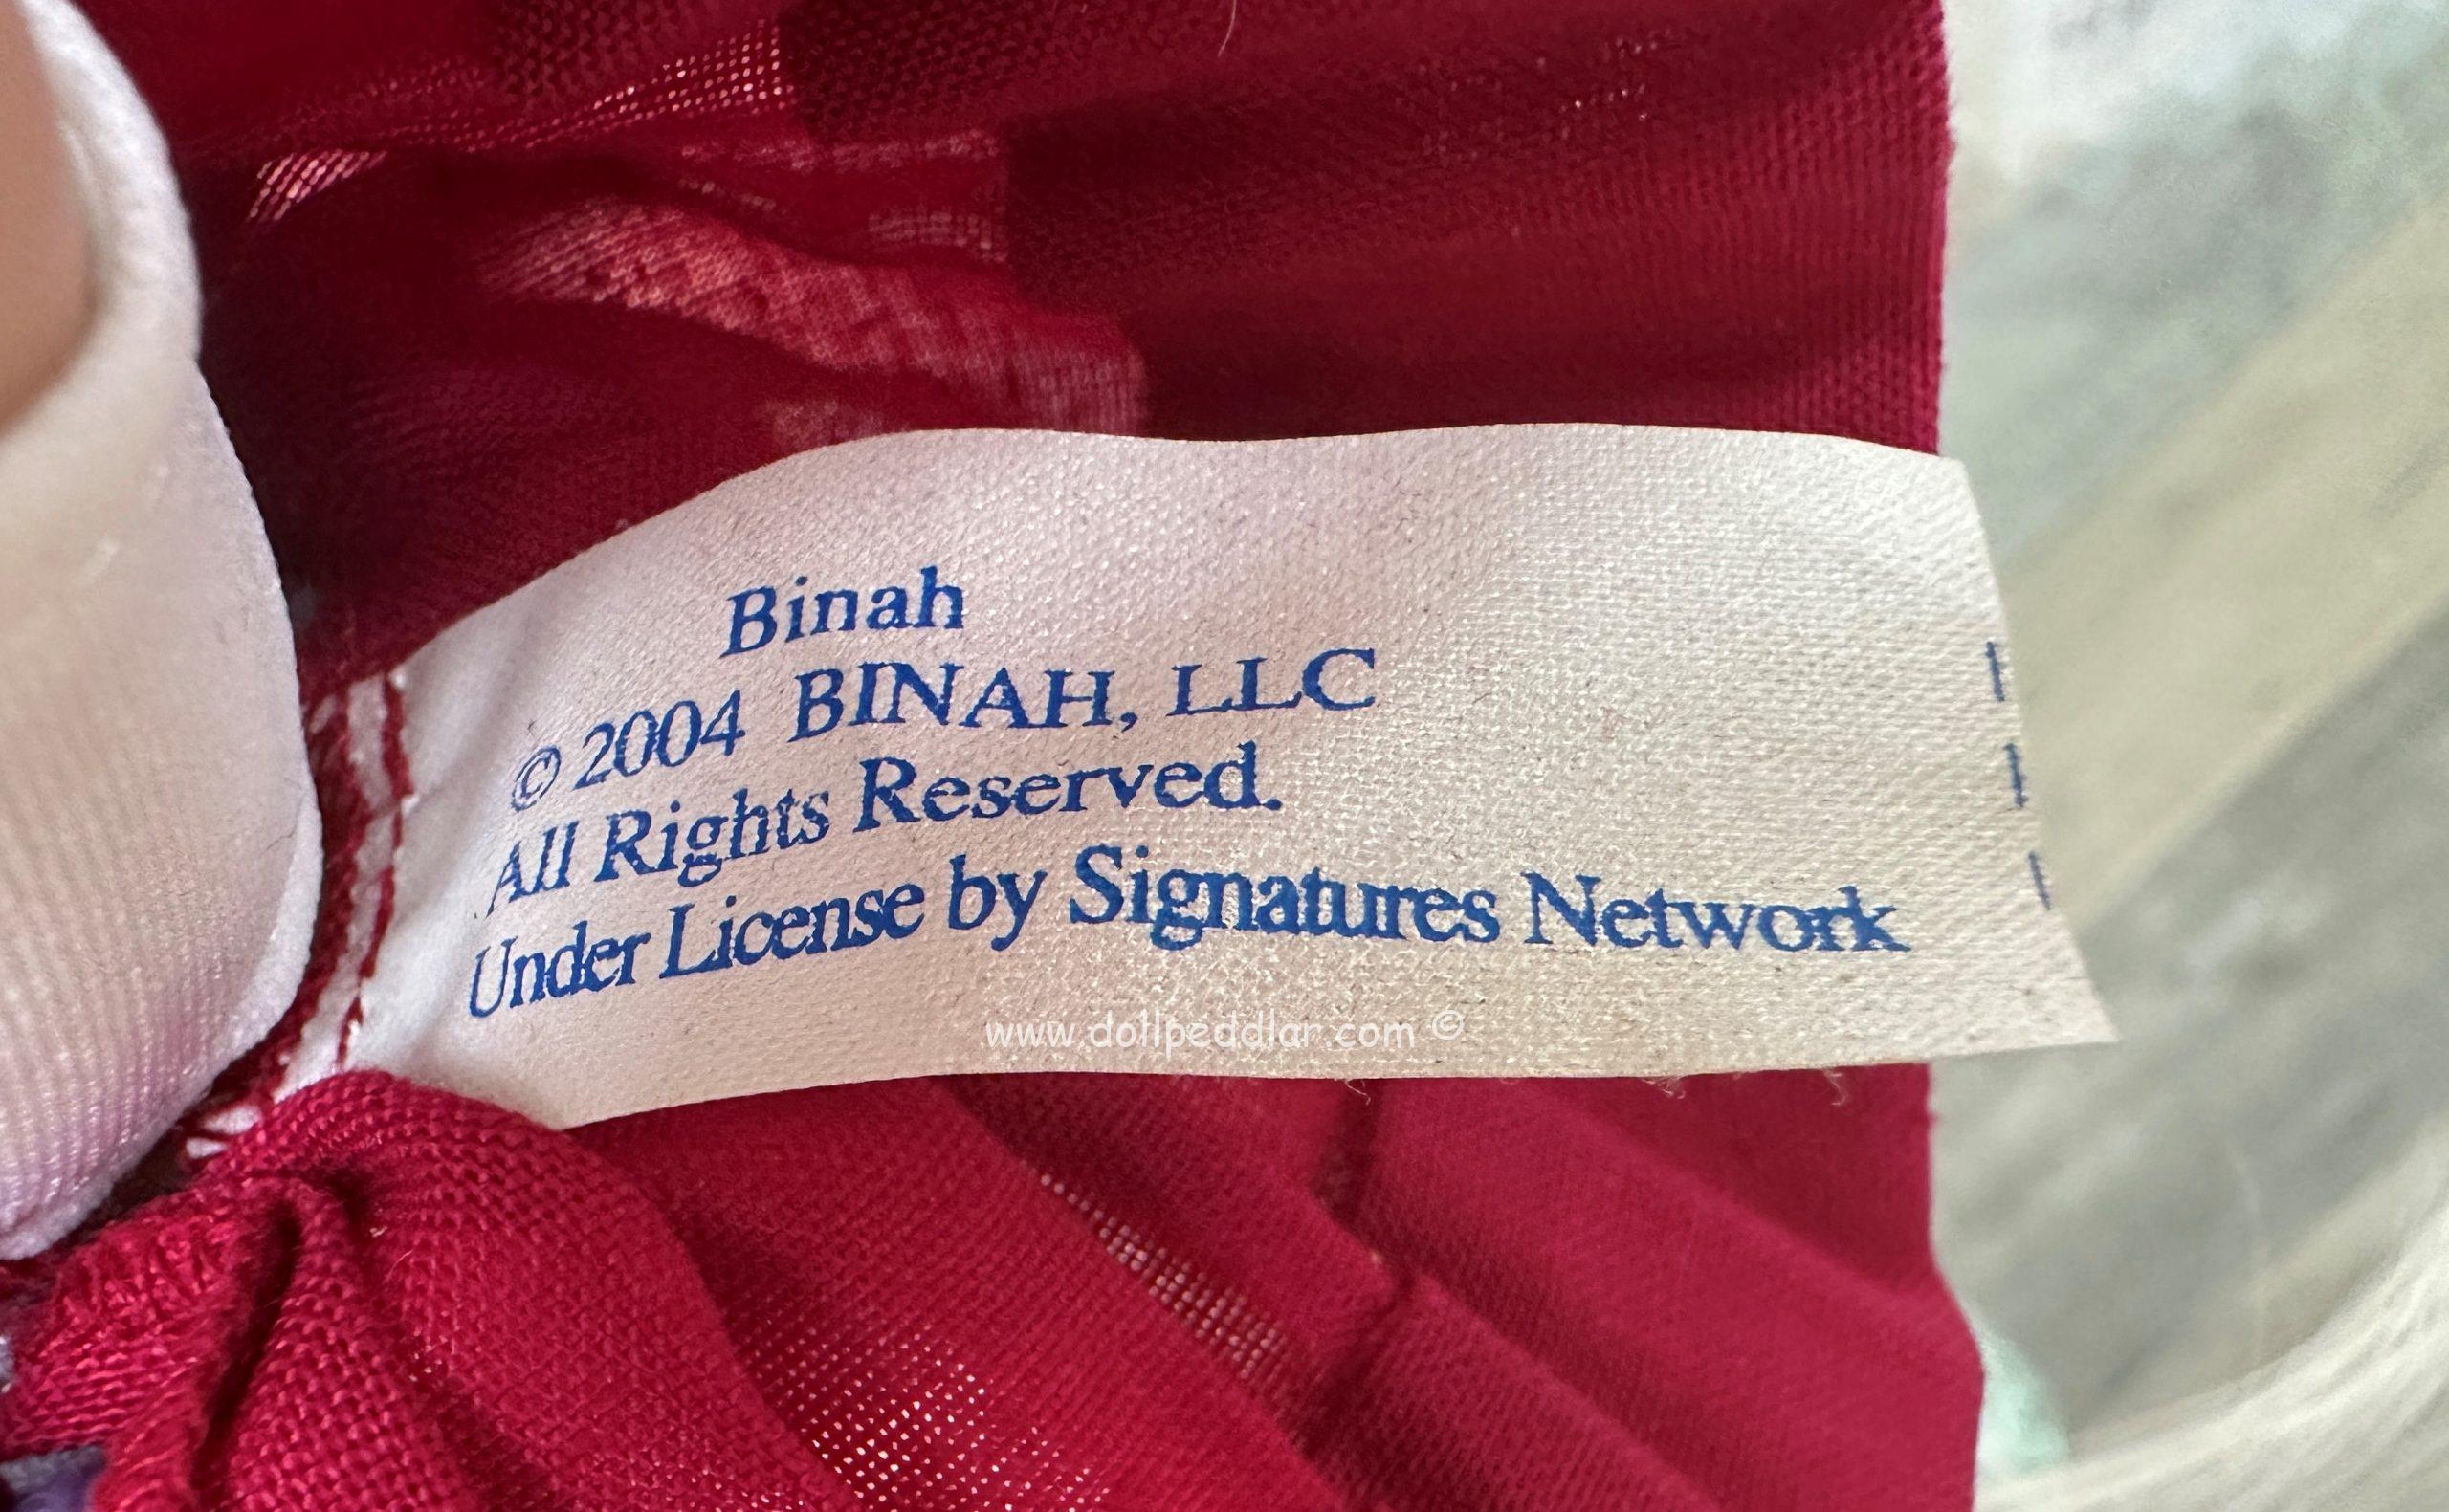 Binah
© 2004 BINAH, LLC
All Rights Reserved.
Under License by Signatures Network
www.dollpeddlar.com ©